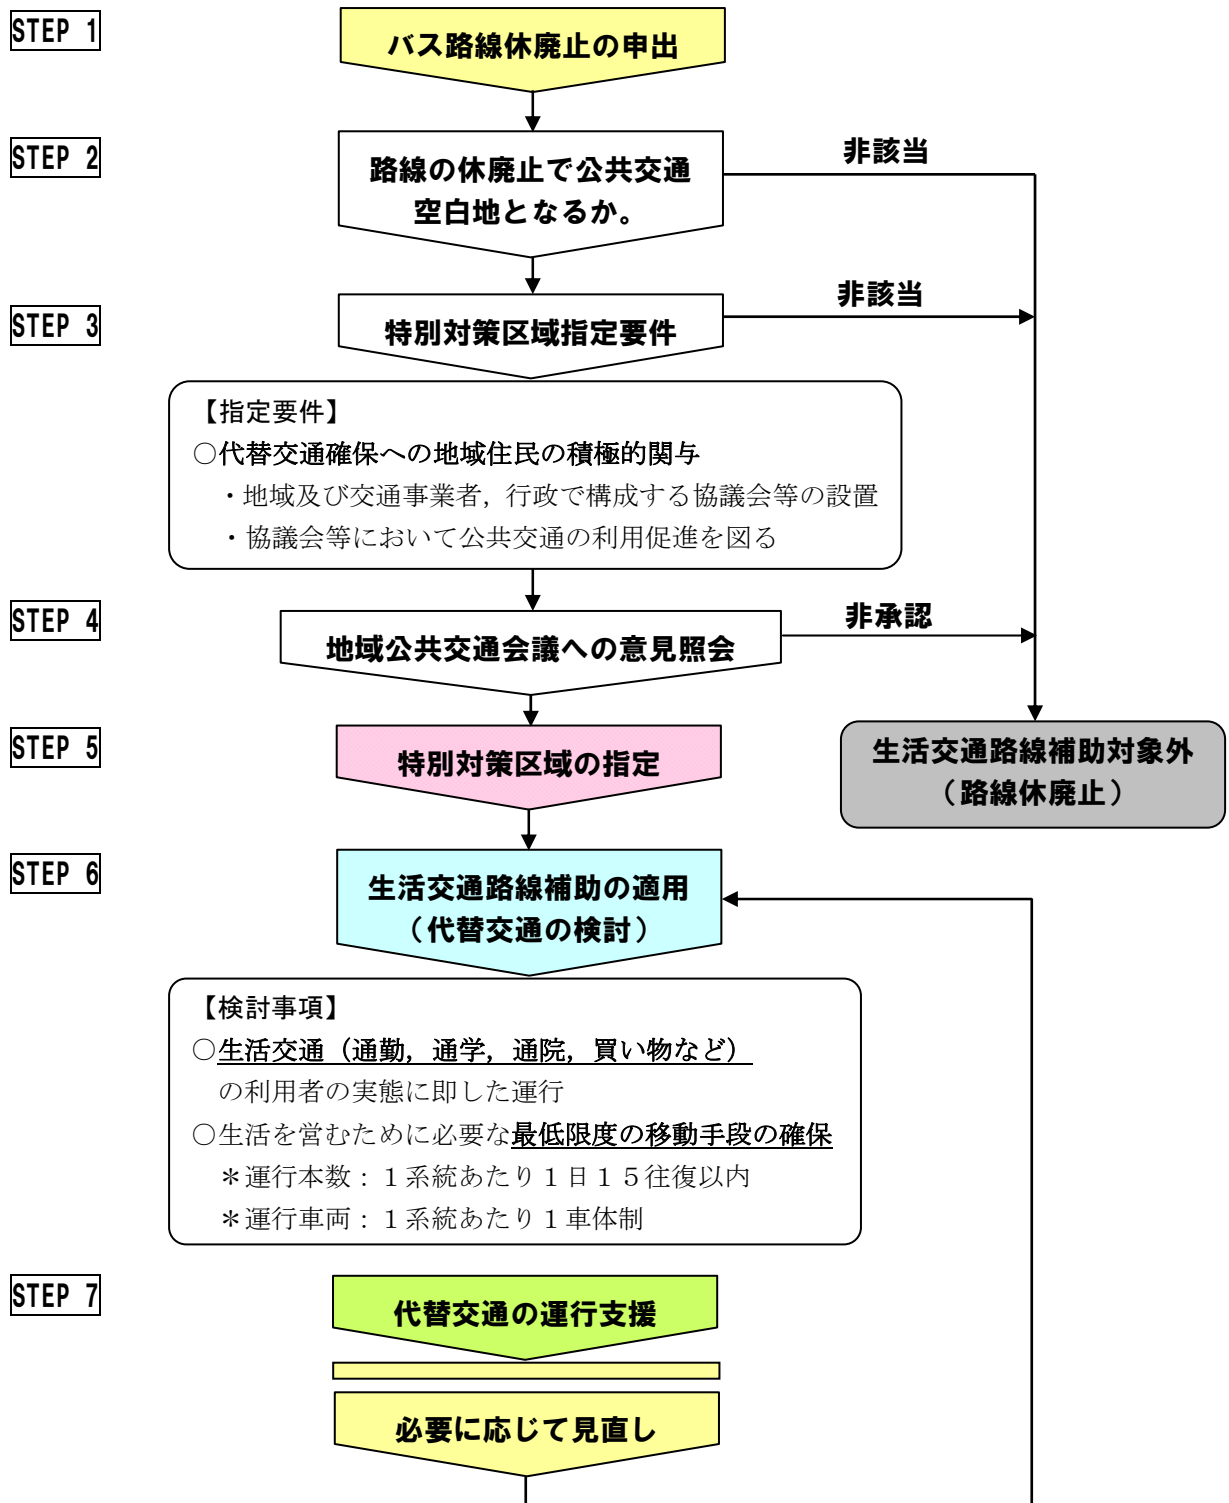 STEP 1
バス路線休廃止の申出
STEP 2
路線の休廃止で公共交通
空白地となるか。
非該当
STEP 3
特別対策区域指定要件
非該当
【指定要件】
○代替交通確保への地域住民の積極的関与
・地域及び交通事業者，行政で構成する協議会等の設置
・協議会等において公共交通の利用促進を図る
STEP 4
地域公共交通会議への意見照会
非承認
STEP 5
特別対策区域の指定
生活交通路線補助対象外
（路線休廃止）
STEP 6
生活交通路線補助の適用
（代替交通の検討）
【検討事項】
○生活交通（通勤，通学，通院，買い物など）
の利用者の実態に即した運行
○生活を営むために必要な最低限度の移動手段の確保
＊運行本数：１系統あたり１日１５往復以内
＊運行車両：１系統あたり１車体制
STEP 7
代替交通の運行支援
必要に応じて見直し